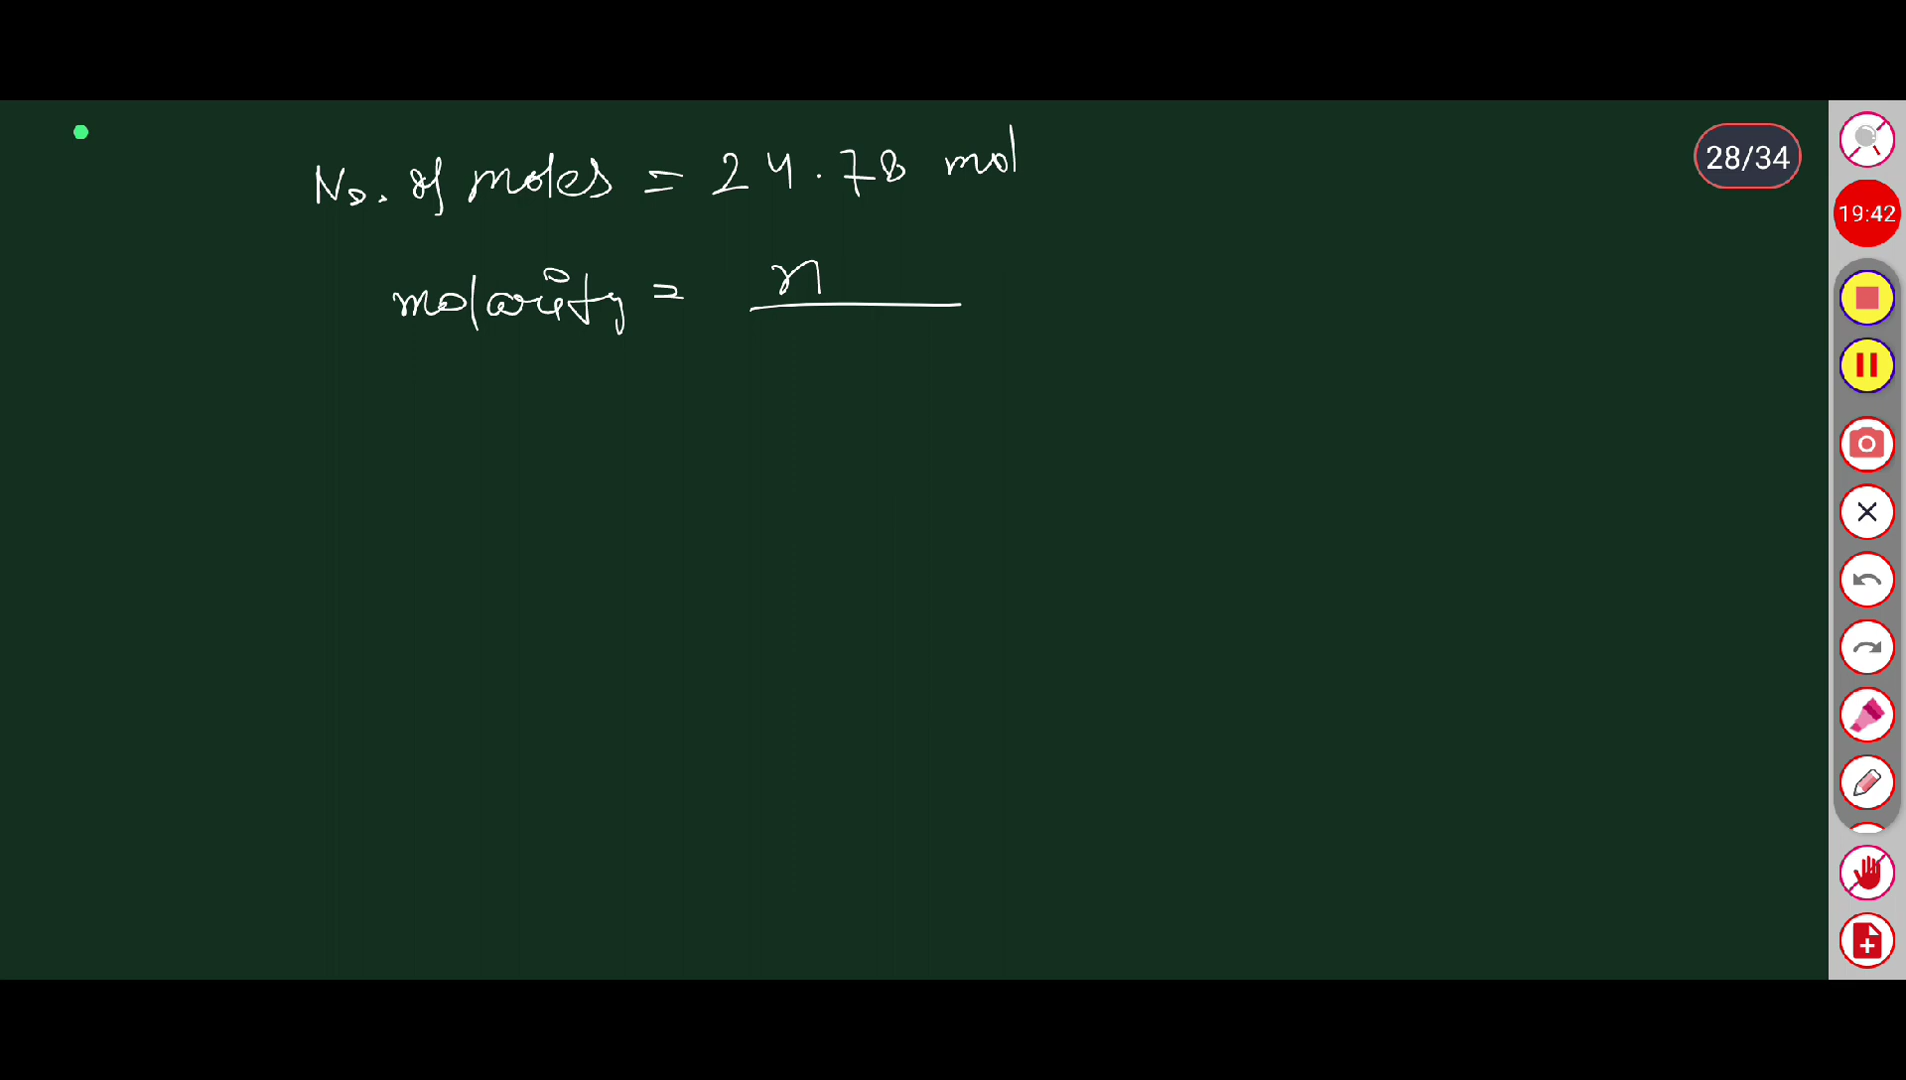 No. of moles = 24.78 mol
molarity = n
28/34
19:42